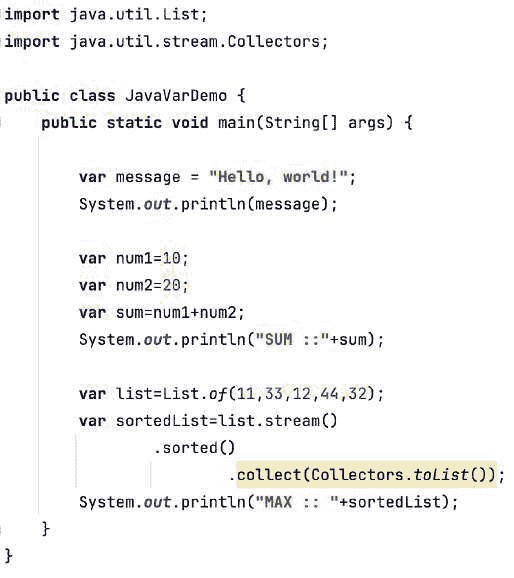 import java.util.List;
import java.util.stream.Collectors;
public class JavaVarDemo {
public static void main(String[] args) {
var message = "Hello, world!";
System.out.println(message);
var num1=10;
var num2=20;
var sum=num1+num2;
System.out.println("SUM ::"+sum);
var list=List.of(11,33,12,44,32);
var sortedList=list.stream()
.sorted()
.collect(Collectors.toList());
System.out.println("MAX :: "+sortedList);
}
}